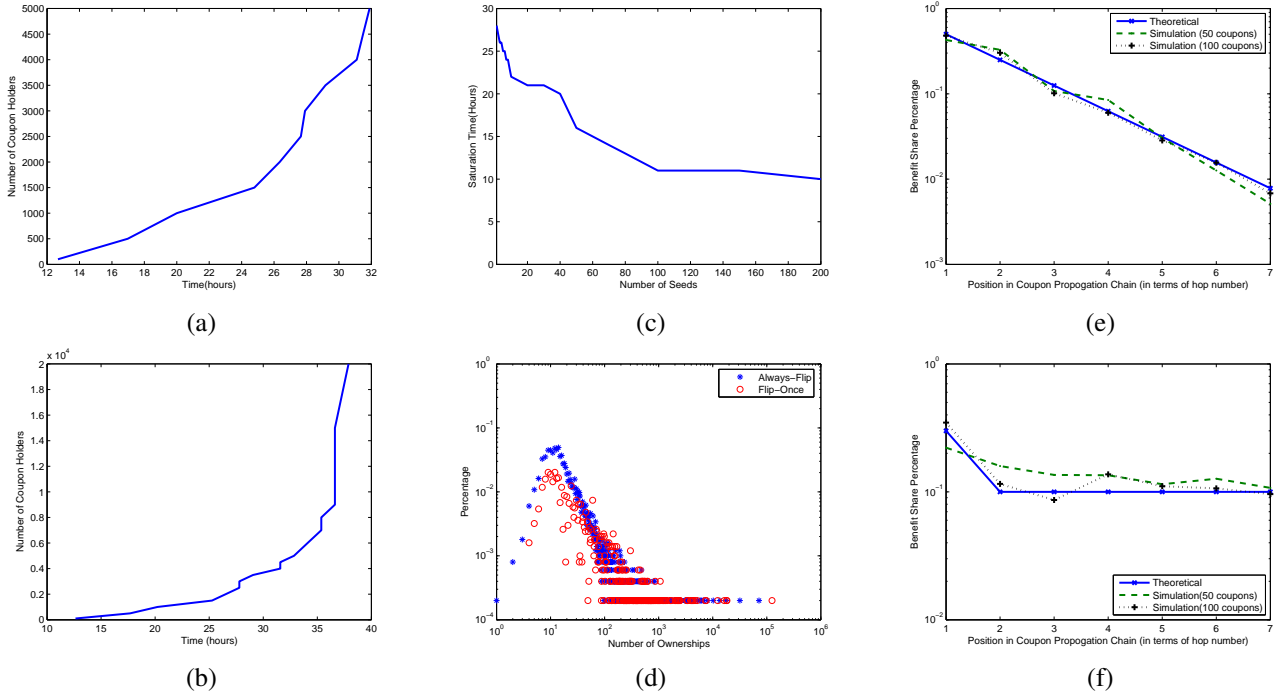 5000
4500
4000
3500
3000
2500
2000
1500
1000
500
0
12 14 16 18 20 22 24 26 28 30 32
Number of Coupon Holders
Time(hours)
(a)
30
25
20
15
10
5
0
20 40 60 80 100 120 140 160 180 200
Saturation Time(Hours)
Number of Seeds
(c)
10^0
10^-1
10^-2
10^-3
1 2 3 4 5 6 7
Benefit Share Percentage
Position in Coupon Propogation Chain (in terms of hop number)
Theoretical
Simulation (50 coupons)
Simulation (100 coupons)
(e)
x 10^4
2
1.8
1.6
1.4
1.2
1
0.8
0.6
0.4
0.2
0
10 15 20 25 30 35 40
Number of Coupon Holders
Time (hours)
(b)
10^0
10^-1
10^-2
10^-3
10^-4
10^0 10^1 10^2 10^3 10^4 10^5 10^6
Percentage
Number of Ownerships
Always-Flip
Flip-Once
(d)
10^0
10^-1
10^-2
1 2 3 4 5 6 7
Benefit Share Percentage
Position in Coupon Propogation Chain (in terms of hop number)
Theoretical
Simulation(50 coupons)
Simulation(100 coupons)
(f)